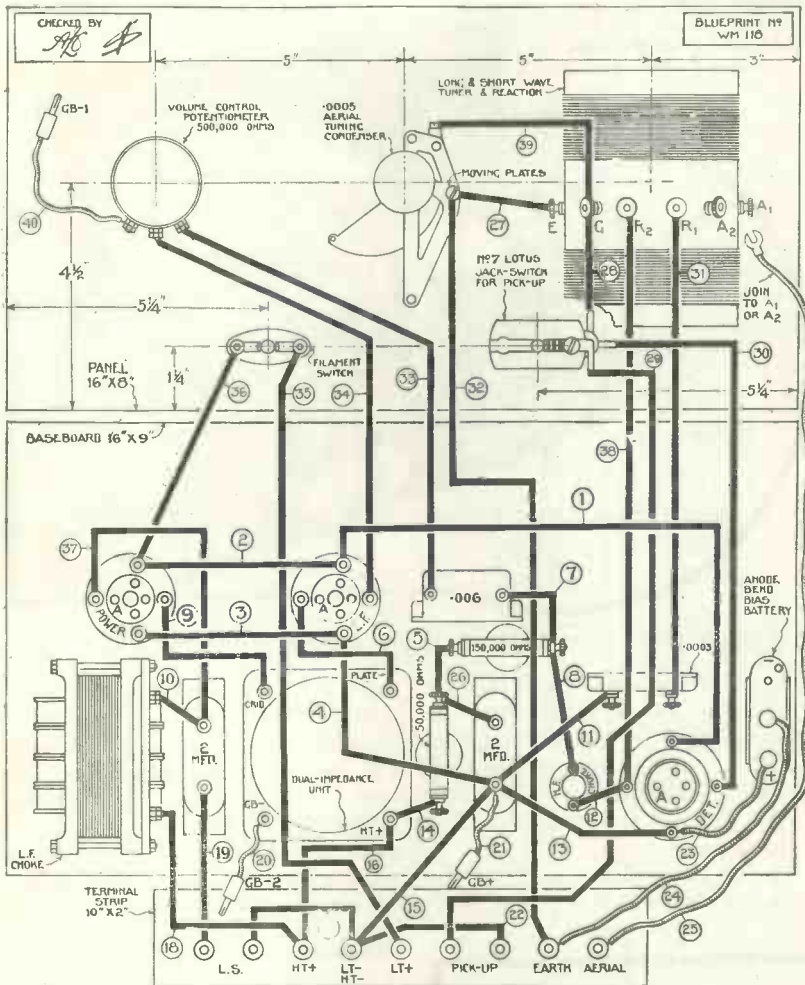 CHECKED BY
BLUEPRINT Nº
WM 118
5"
5"
3"
GB-1
VOLUME CONTROL
POTENTIOMETER
500,000 OHMS
·0005
AERIAL
TUNING
CONDENSER
LONG & SHORT WAVE
TUNER & REACTION
39
MOVING PLATES
27
E
G
R2
R1
A2
A1
40
4½"
Nº7 LOTUS
JACK-SWITCH
FOR PICK-UP
28
31
JOIN
TO A1
OR A2
5¼"
PANEL
16"X8"
1¼"
FILAMENT
SWITCH
36
35
34
33
32
29
30
5¼"
BASEBOARD 16"X9"
38
1
37
2
7
A
POWER
9
3
A
L.F.
6
·006
ANODE
BEND
BIAS
BATTERY
5
150,000 OHMS
·0003
10
GRID
PLATE
4
50,000 OHMS
26
8
11
2
MFD.
2
MFD.
DUAL-IMPEDANCE
UNIT
H.F.
CHOKE
12
A
DET.
-
+
GB-
HT+
14
13
23
L.F.
CHOKE
19
20
16
21
GB-2
GB+
24
TERMINAL
STRIP
10"X2"
15
22
25
18
L.S.
HT+
LT-
HT-
LT+
PICK-UP
EARTH
AERIAL